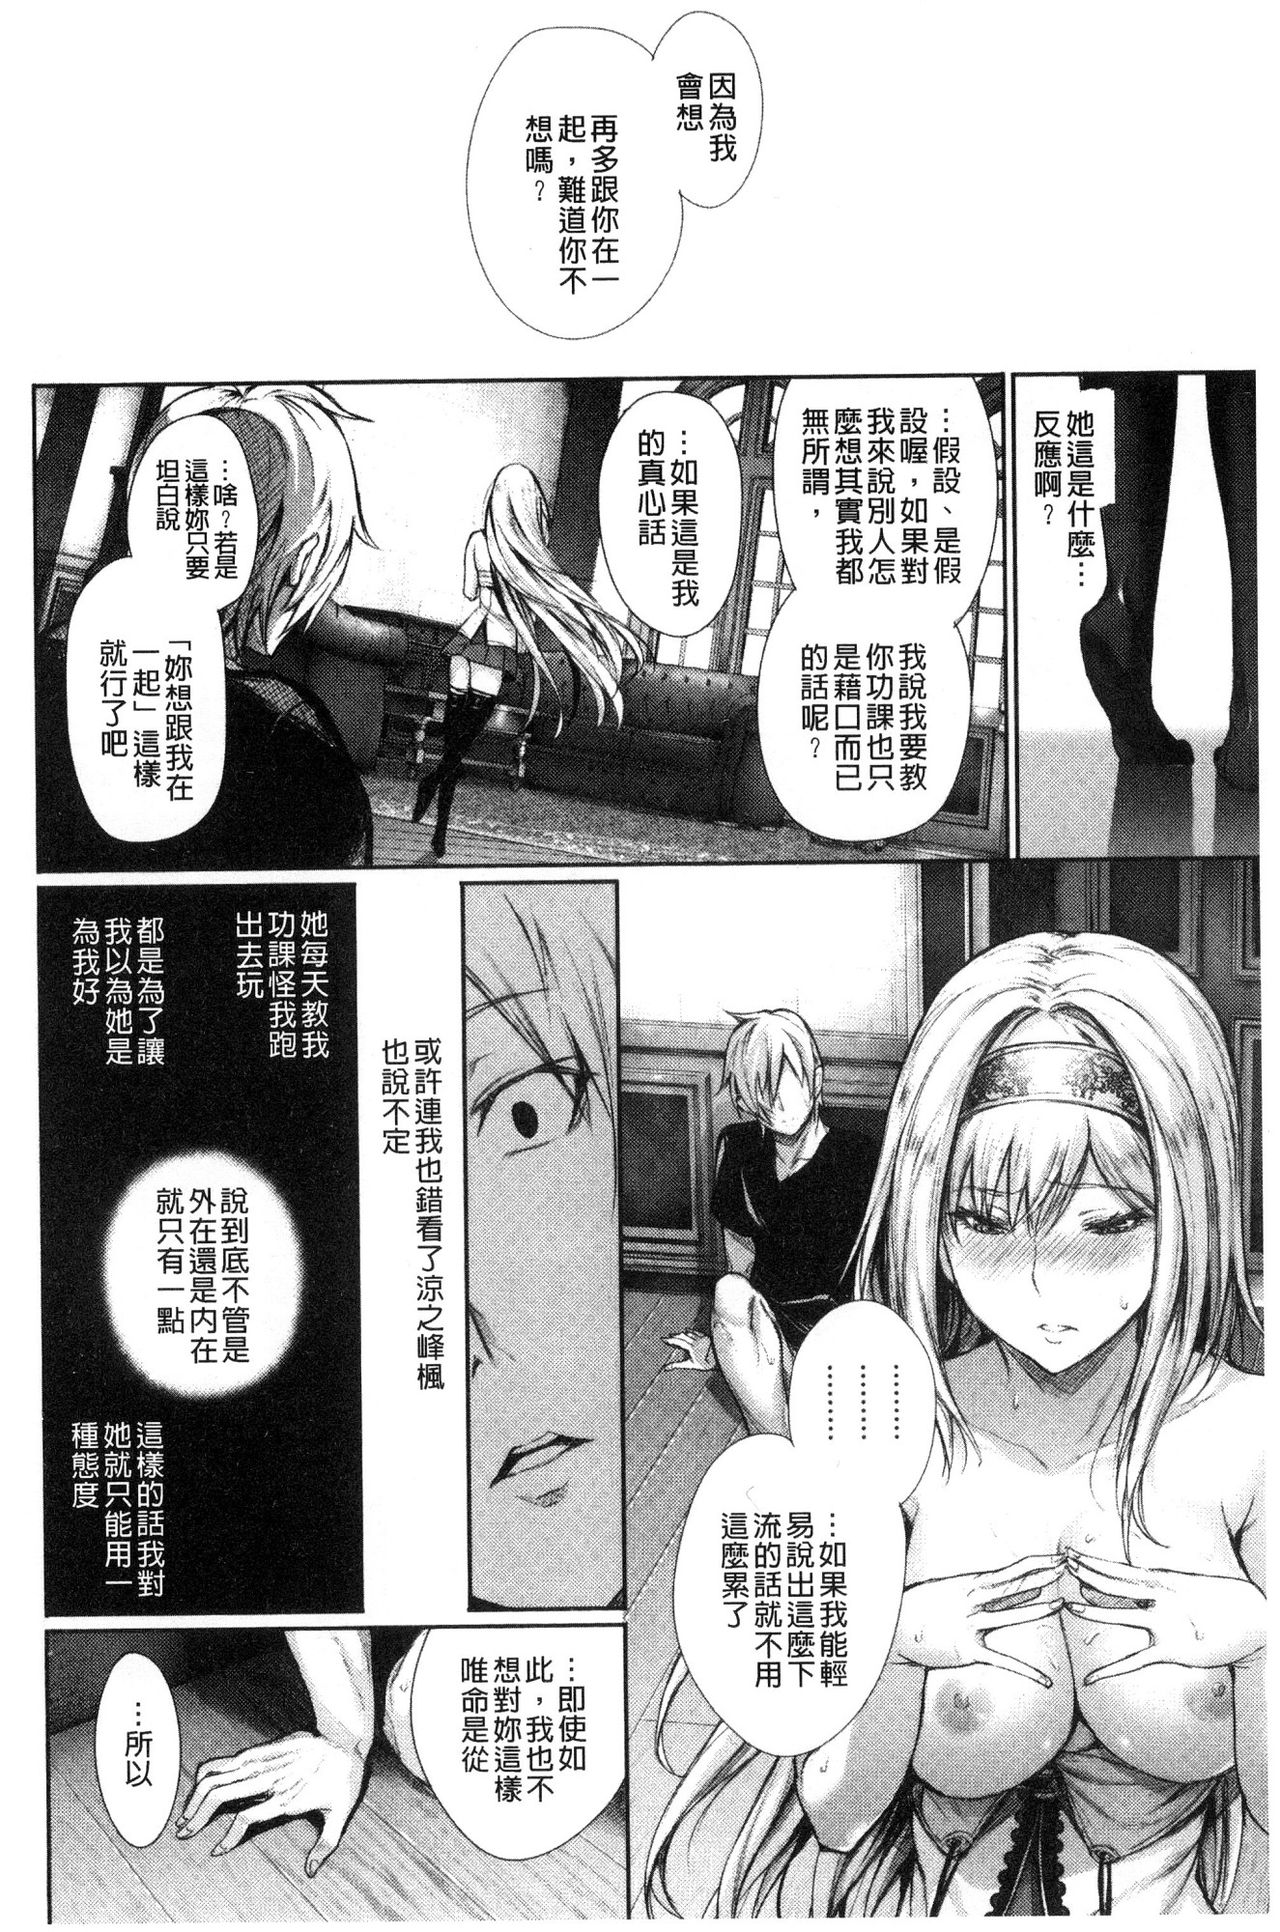 因為我
會想
再多跟你在一
起，難道你不
想嗎？
她這是什麼…
反應啊？
…假設、是假
設喔，如果對
我來說別人怎
麼想其實我都
無所謂，
我說我要教
你功課也只
是藉口而已
的話呢？
…如果這是我
的真心話
…啥？若是
這樣妳只要
坦白說
「妳想跟我在
一起」這樣
就行了吧
………
………
…如果我能輕
易說出這麼下
流的話就不用
這麼累了
或許連我也錯看了涼之峰楓
也說不定
她每天教我
功課怪我跑
出去玩
都是為了讓
我以為她是
為我好
說到底不管是
外在還是內在
就只有一點
這樣的話我對
她就只能用一
種態度
…即使如
此，我也不
想對妳這樣
唯命是從
…所以